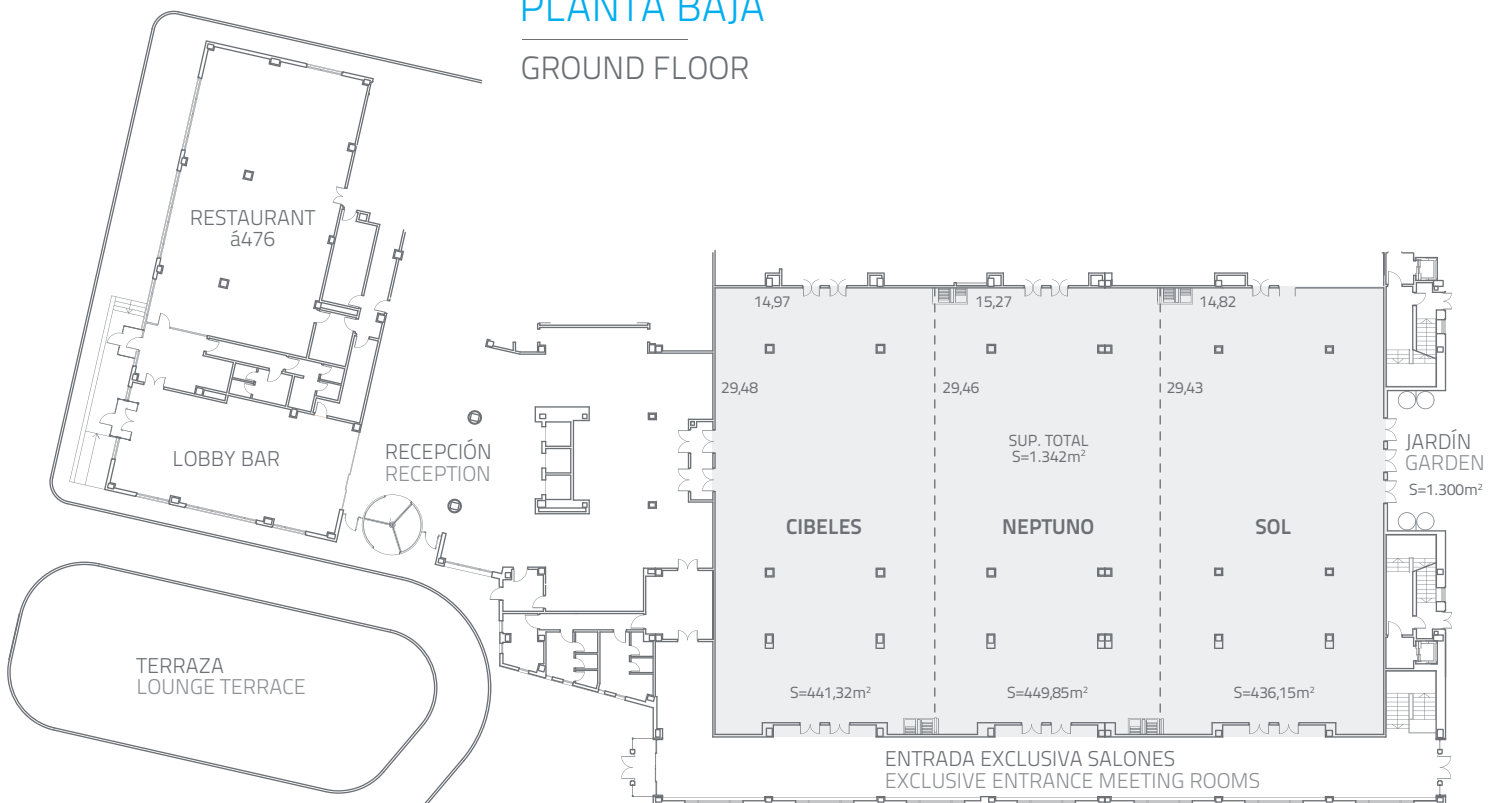 PLANTA BAJA
GROUND FLOOR
RESTAURANT
á476
LOBBY BAR
RECEPCIÓN
RECEPTION
TERRAZA
LOUNGE TERRACE
14,97
15,27
14,82
29,48
29,46
29,43
SUP. TOTAL
S=1.342m²
CIBELES
NEPTUNO
SOL
S=441,32m²
S=449,85m²
S=436,15m²
JARDÍN
GARDEN
S=1.300m²
ENTRADA EXCLUSIVA SALONES
EXCLUSIVE ENTRANCE MEETING ROOMS